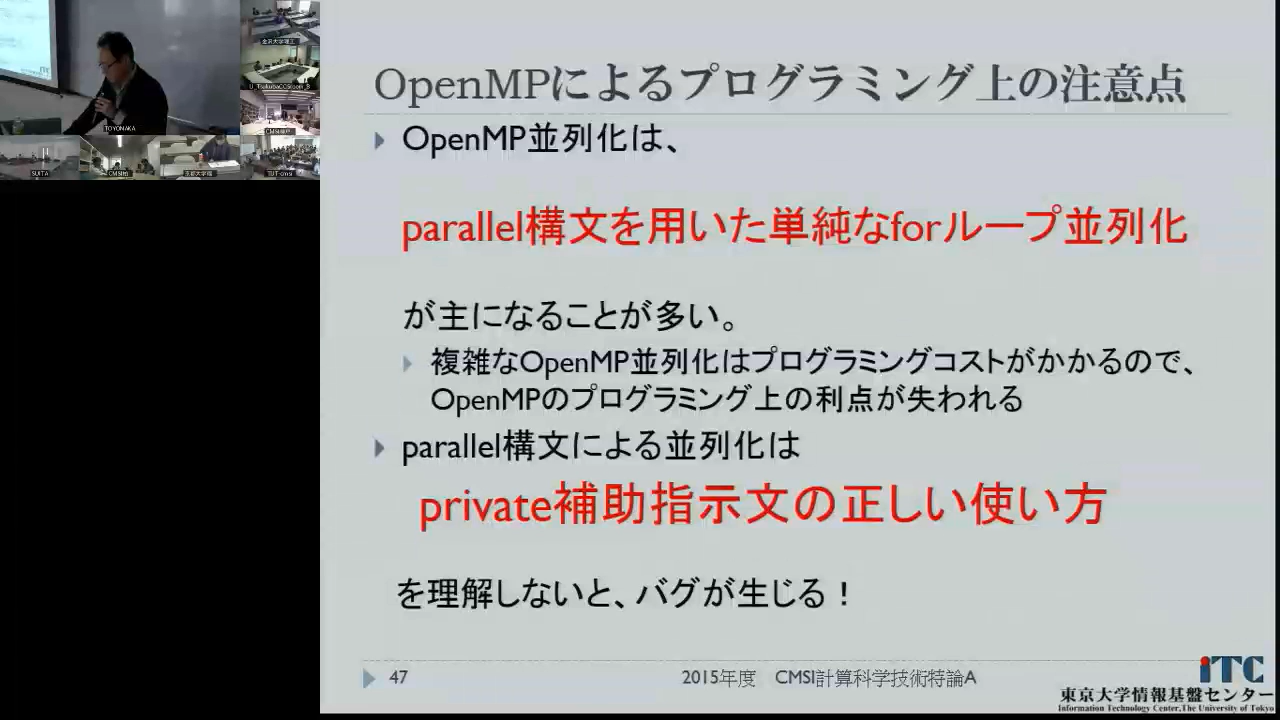 OpenMPによるプログラミング上の注意点
OpenMP並列化は、
parallel構文を用いた単純なforループ並列化
が主になることが多い。
複雑なOpenMP並列化はプログラミングコストがかかるので、
OpenMPのプログラミング上の利点が失われる
parallel構文による並列化は
private補助指示文の正しい使い方
を理解しないと、バグが生じる！
47
2015年度 CMSI計算科学技術特論A
iTC
東京大学情報基盤センター
Information Technology Center,The University of Tokyo
TOYONAKA
SUITA
TUT-cmsi